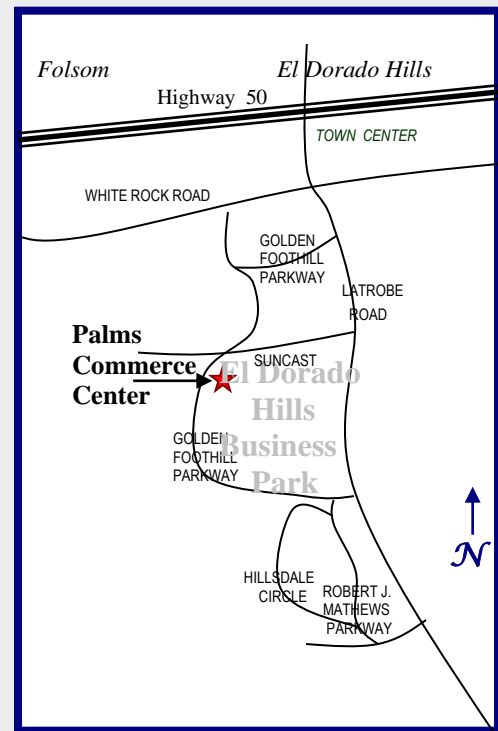 Folsom
El Dorado Hills
Highway 50
TOWN CENTER
WHITE ROCK ROAD
GOLDEN
FOOTHILL
PARKWAY
LATROBE
ROAD
Palms
Commerce
Center
SUNCAST
El Dorado
Hills
Business
Park
GOLDEN
FOOTHILL
PARKWAY
N
HILLSDALE
CIRCLE
ROBERT J.
MATHEWS
PARKWAY